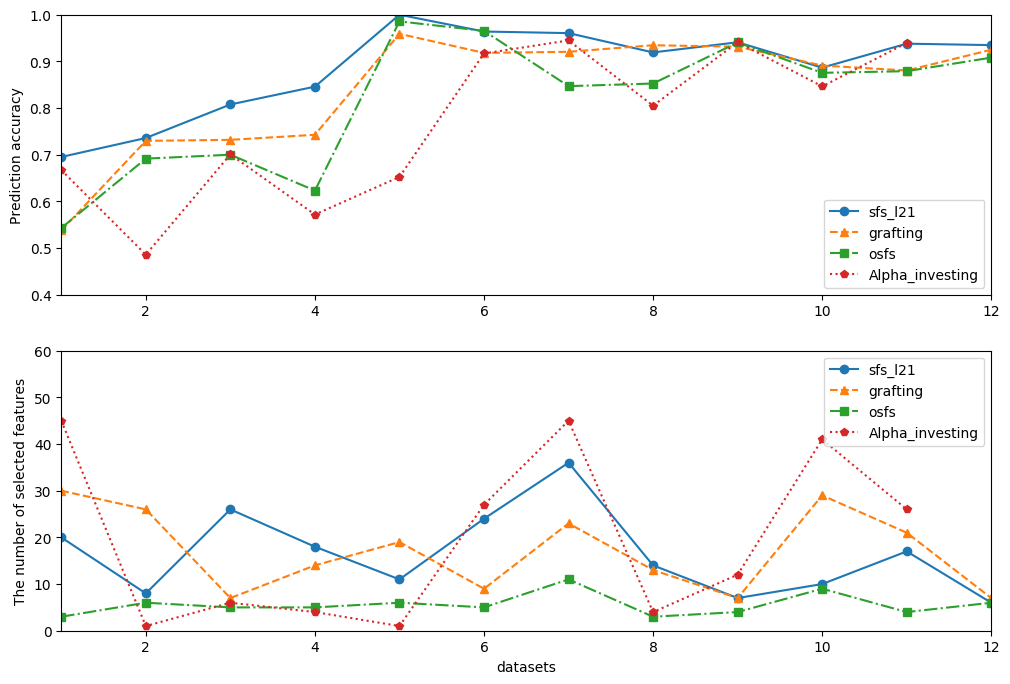 Prediction accuracy
1.0
0.9
0.8
0.7
0.6
0.5
0.4
sfs_l21
grafting
osfs
Alpha_investing
2 4 6 8 10 12
The number of selected features
60
50
40
30
20
10
0
sfs_l21
grafting
osfs
Alpha_investing
2 4 6 8 10 12
datasets